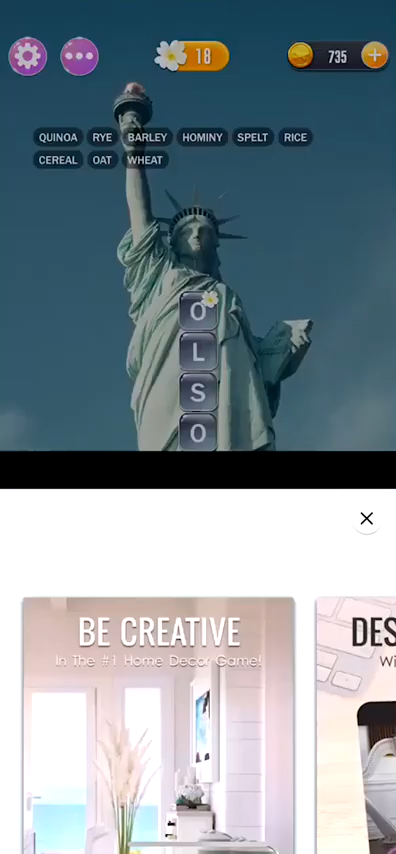 18
735
QUINOA RYE BARLEY HOMINY SPELT RICE
CEREAL OAT WHEAT
O
L
S
O
BE CREATIVE
In The #1 Home Decor Game!
DES
Wi